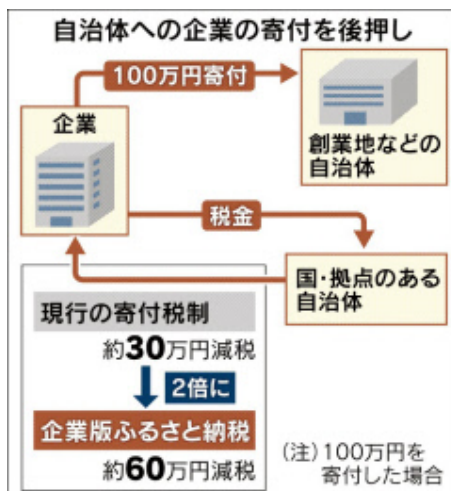 自治体への企業の寄付を後押し
100万円寄付
企業
創業地などの
自治体
税金
国・拠点のある
自治体
現行の寄付税制
約30万円減税
2倍に
企業版ふるさと納税
約60万円減税
(注)100万円を
寄付した場合